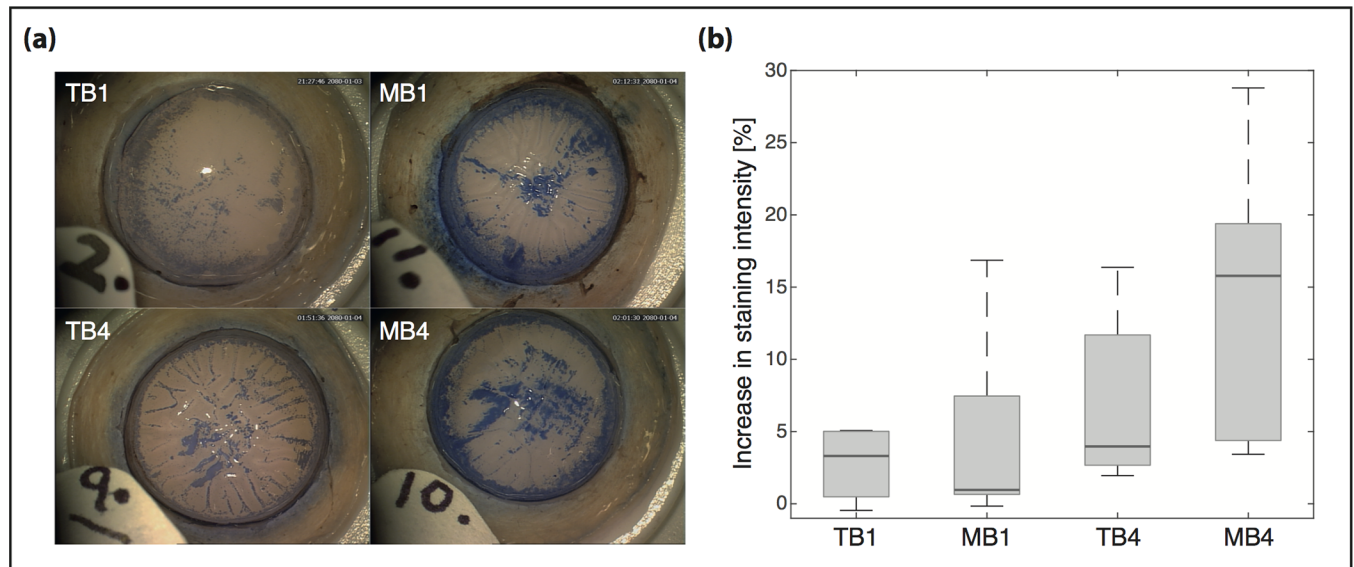 (a)
TB1
21:27:46 2080-01-03
2.
MB1
02:12:31 2080-01-04
1.
TB4
01:51:36 2080-01-04
9.
MB4
02:01:30 2080-01-04
10.
(b)
Increase in staining intensity [%]
30
25
20
15
10
5
0
TB1 MB1 TB4 MB4